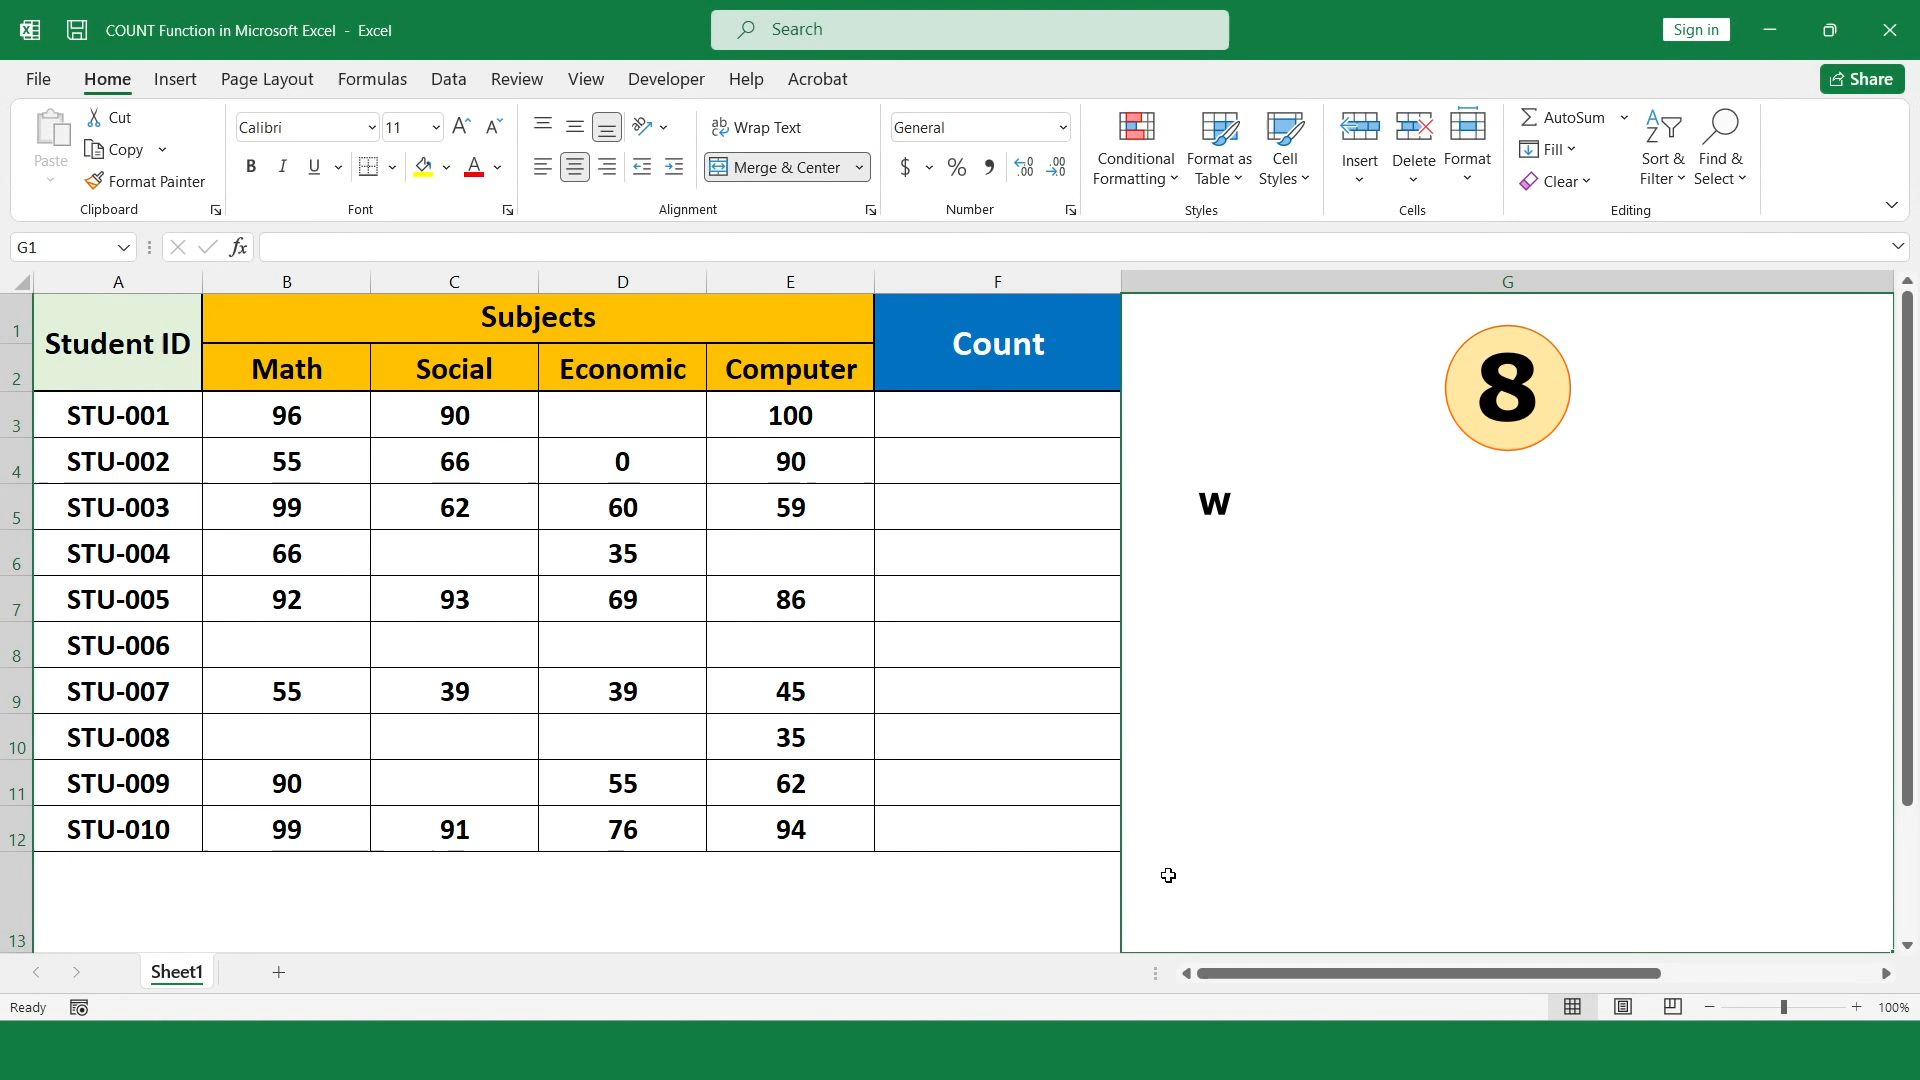 COUNT Function in Microsoft Excel - Excel
Search
Sign in
File Home Insert Page Layout Formulas Data Review View Developer Help Acrobat
Share
Paste
Cut
Copy
Format Painter
Clipboard
Calibri 11
B I U
Font
Wrap Text
Merge & Center
Alignment
General
$ % ,
Number
Conditional Formatting
Format as Table
Cell Styles
Styles
Insert Delete Format
Cells
AutoSum
Fill
Clear
Sort & Filter
Find & Select
Editing
G1
fx
A B C D E F G
1 Student ID Subjects Count
2 Math Social Economic Computer
3 STU-001 96 90 100
4 STU-002 55 66 0 90
5 STU-003 99 62 60 59
6 STU-004 66 35
7 STU-005 92 93 69 86
8 STU-006
9 STU-007 55 39 39 45
10 STU-008 35
11 STU-009 90 55 62
12 STU-010 99 91 76 94
13
8
w
Sheet1
Ready
100%